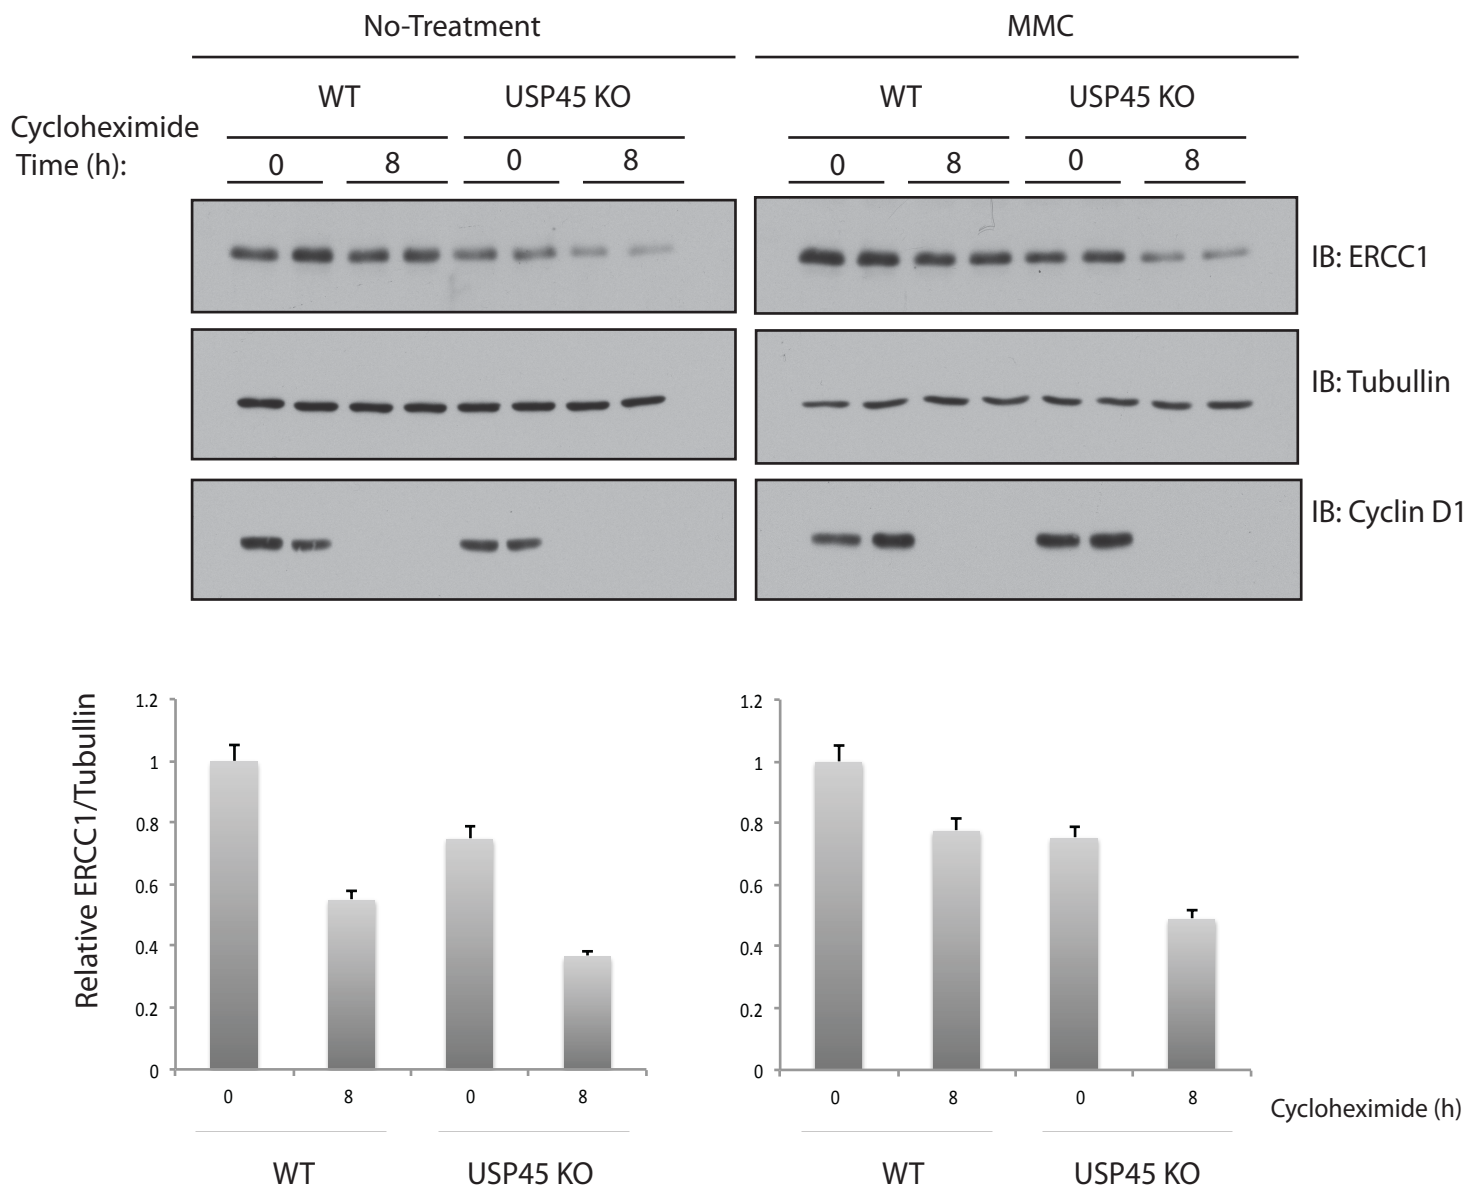 No-Treatment MMC
WT USP45 KO WT USP45 KO
Cycloheximide
Time (h): 0 8 0 8 0 8 0 8
IB: ERCC1
IB: Tubullin
IB: Cyclin D1
Relative ERCC1/Tubullin
1.2
1
0.8
0.6
0.4
0.2
0
0 8 0 8
WT USP45 KO
1.2
1
0.8
0.6
0.4
0.2
0
0 8 0 8
Cycloheximide (h)
WT USP45 KO